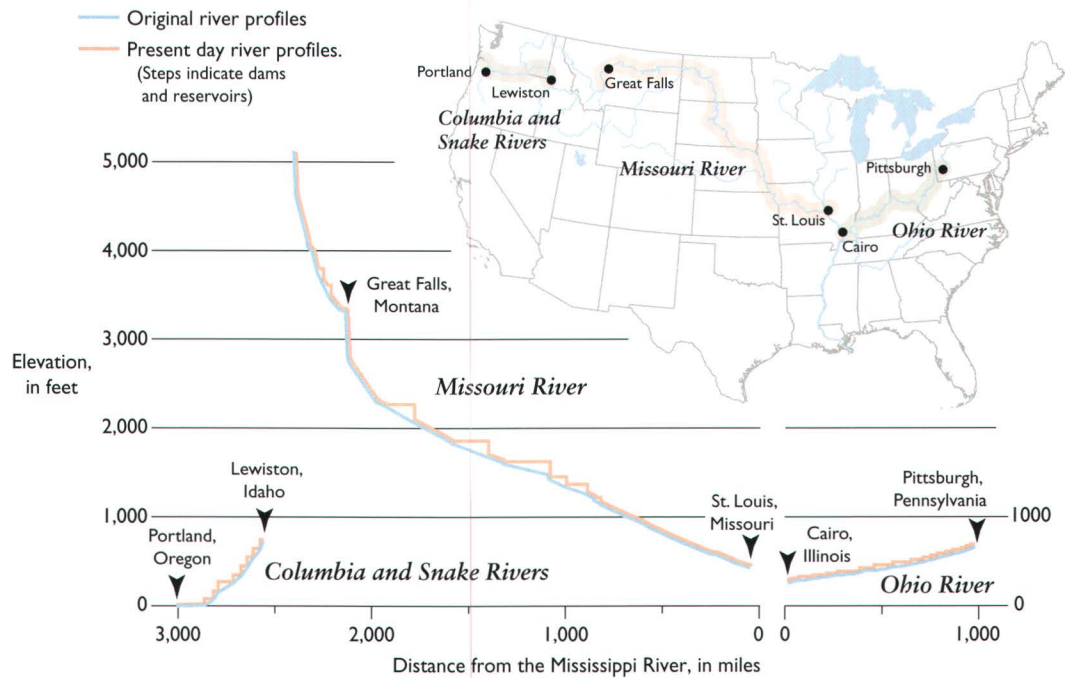 Original river profiles
Present day river profiles.
(Steps indicate dams
and reservoirs)
Portland
Lewiston
Great Falls
Columbia and
Snake Rivers
Missouri River
Pittsburgh
St. Louis
Ohio River
Cairo
5,000
4,000
Great Falls,
Montana
3,000
Elevation,
in feet
Missouri River
2,000
Lewiston,
Idaho
Pittsburgh,
Pennsylvania
St. Louis,
Missouri
1,000
1000
Portland,
Oregon
Cairo,
Illinois
Columbia and Snake Rivers
Ohio River
0
0
3,000
2,000
1,000
0
0
1,000
Distance from the Mississippi River, in miles